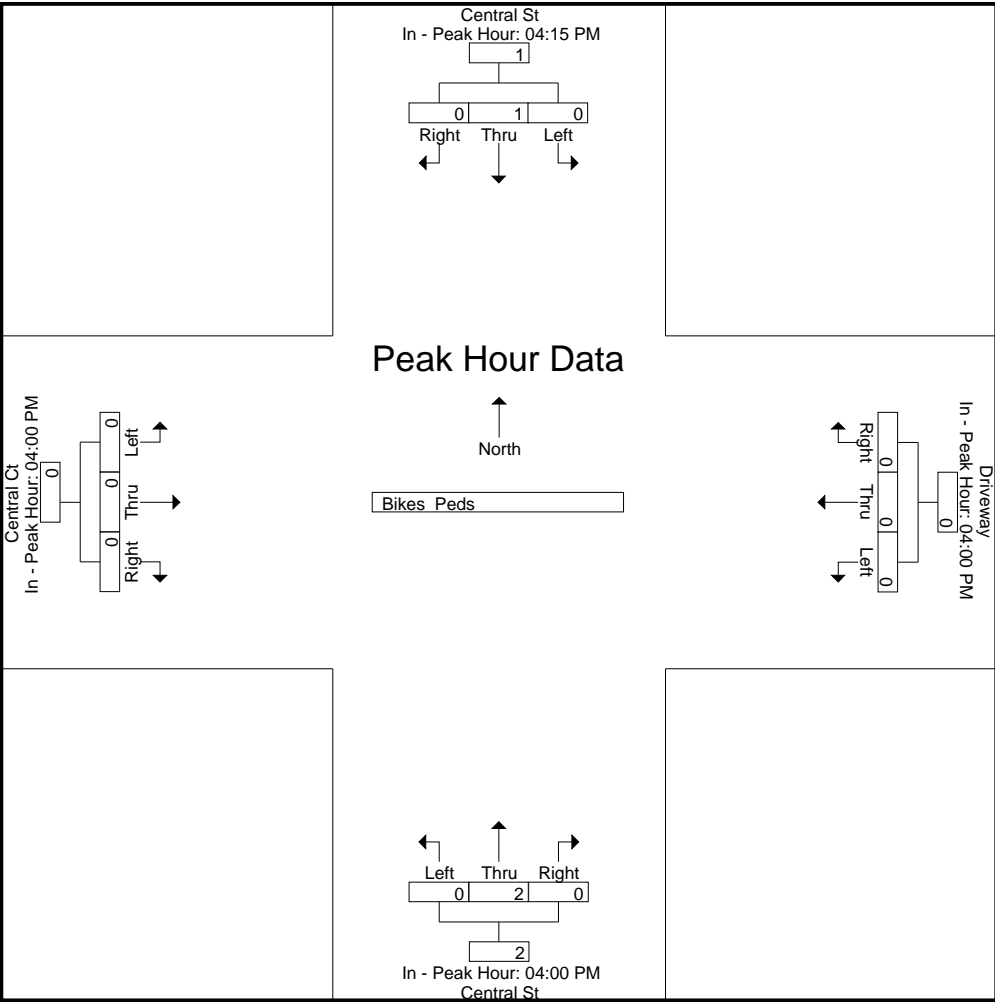 Central St
In - Peak Hour: 04:15 PM
1
0 1 0
Right Thru Left
Peak Hour Data
North
Bikes Peds
Central Ct
In - Peak Hour: 04:00 PM
0
0 0 0
Left Thru Right
Driveway
In - Peak Hour: 04:00 PM
0
0 0 0
Right Thru Left
Left Thru Right
0 2 0
2
In - Peak Hour: 04:00 PM
Central St